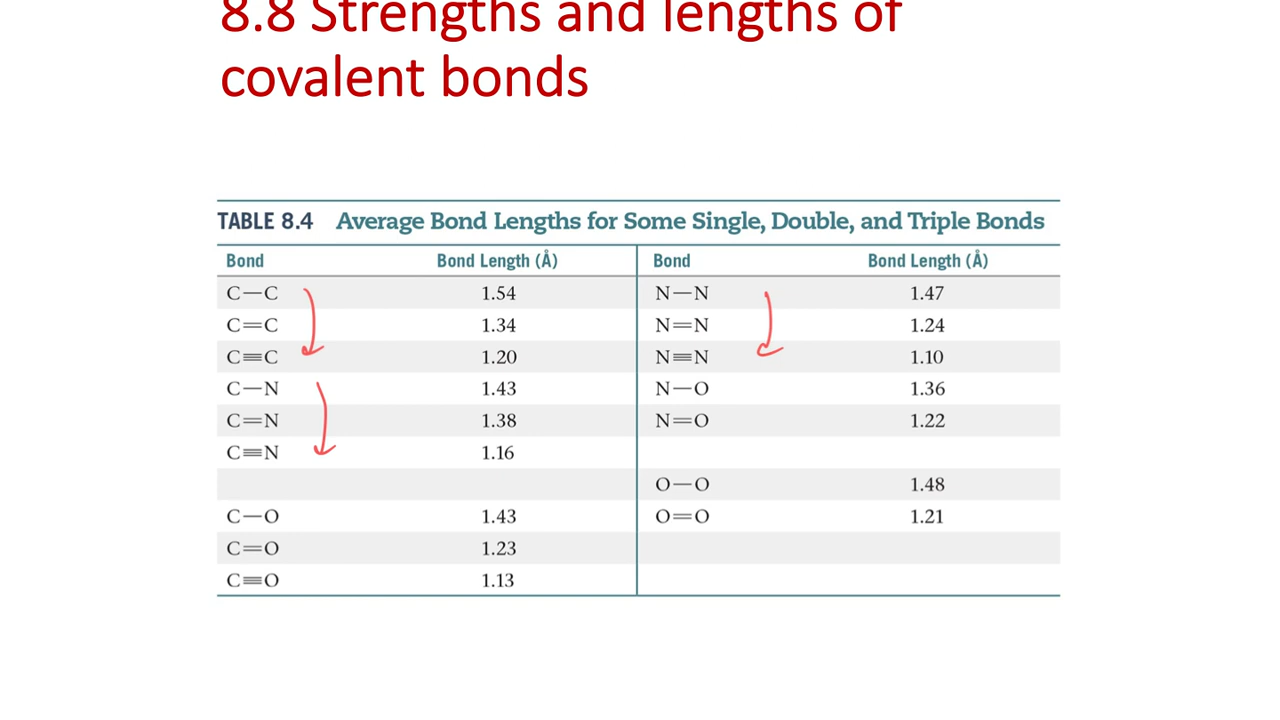 8.8 Strengths and lengths of
covalent bonds
TABLE 8.4 Average Bond Lengths for Some Single, Double, and Triple Bonds
Bond Bond Length (Å) Bond Bond Length (Å)
C—C 1.54 N—N 1.47
C=C 1.34 N=N 1.24
C≡C 1.20 N≡N 1.10
C—N 1.43 N—O 1.36
C=N 1.38 N=O 1.22
C≡N 1.16
O—O 1.48
C—O 1.43 O=O 1.21
C=O 1.23
C≡O 1.13